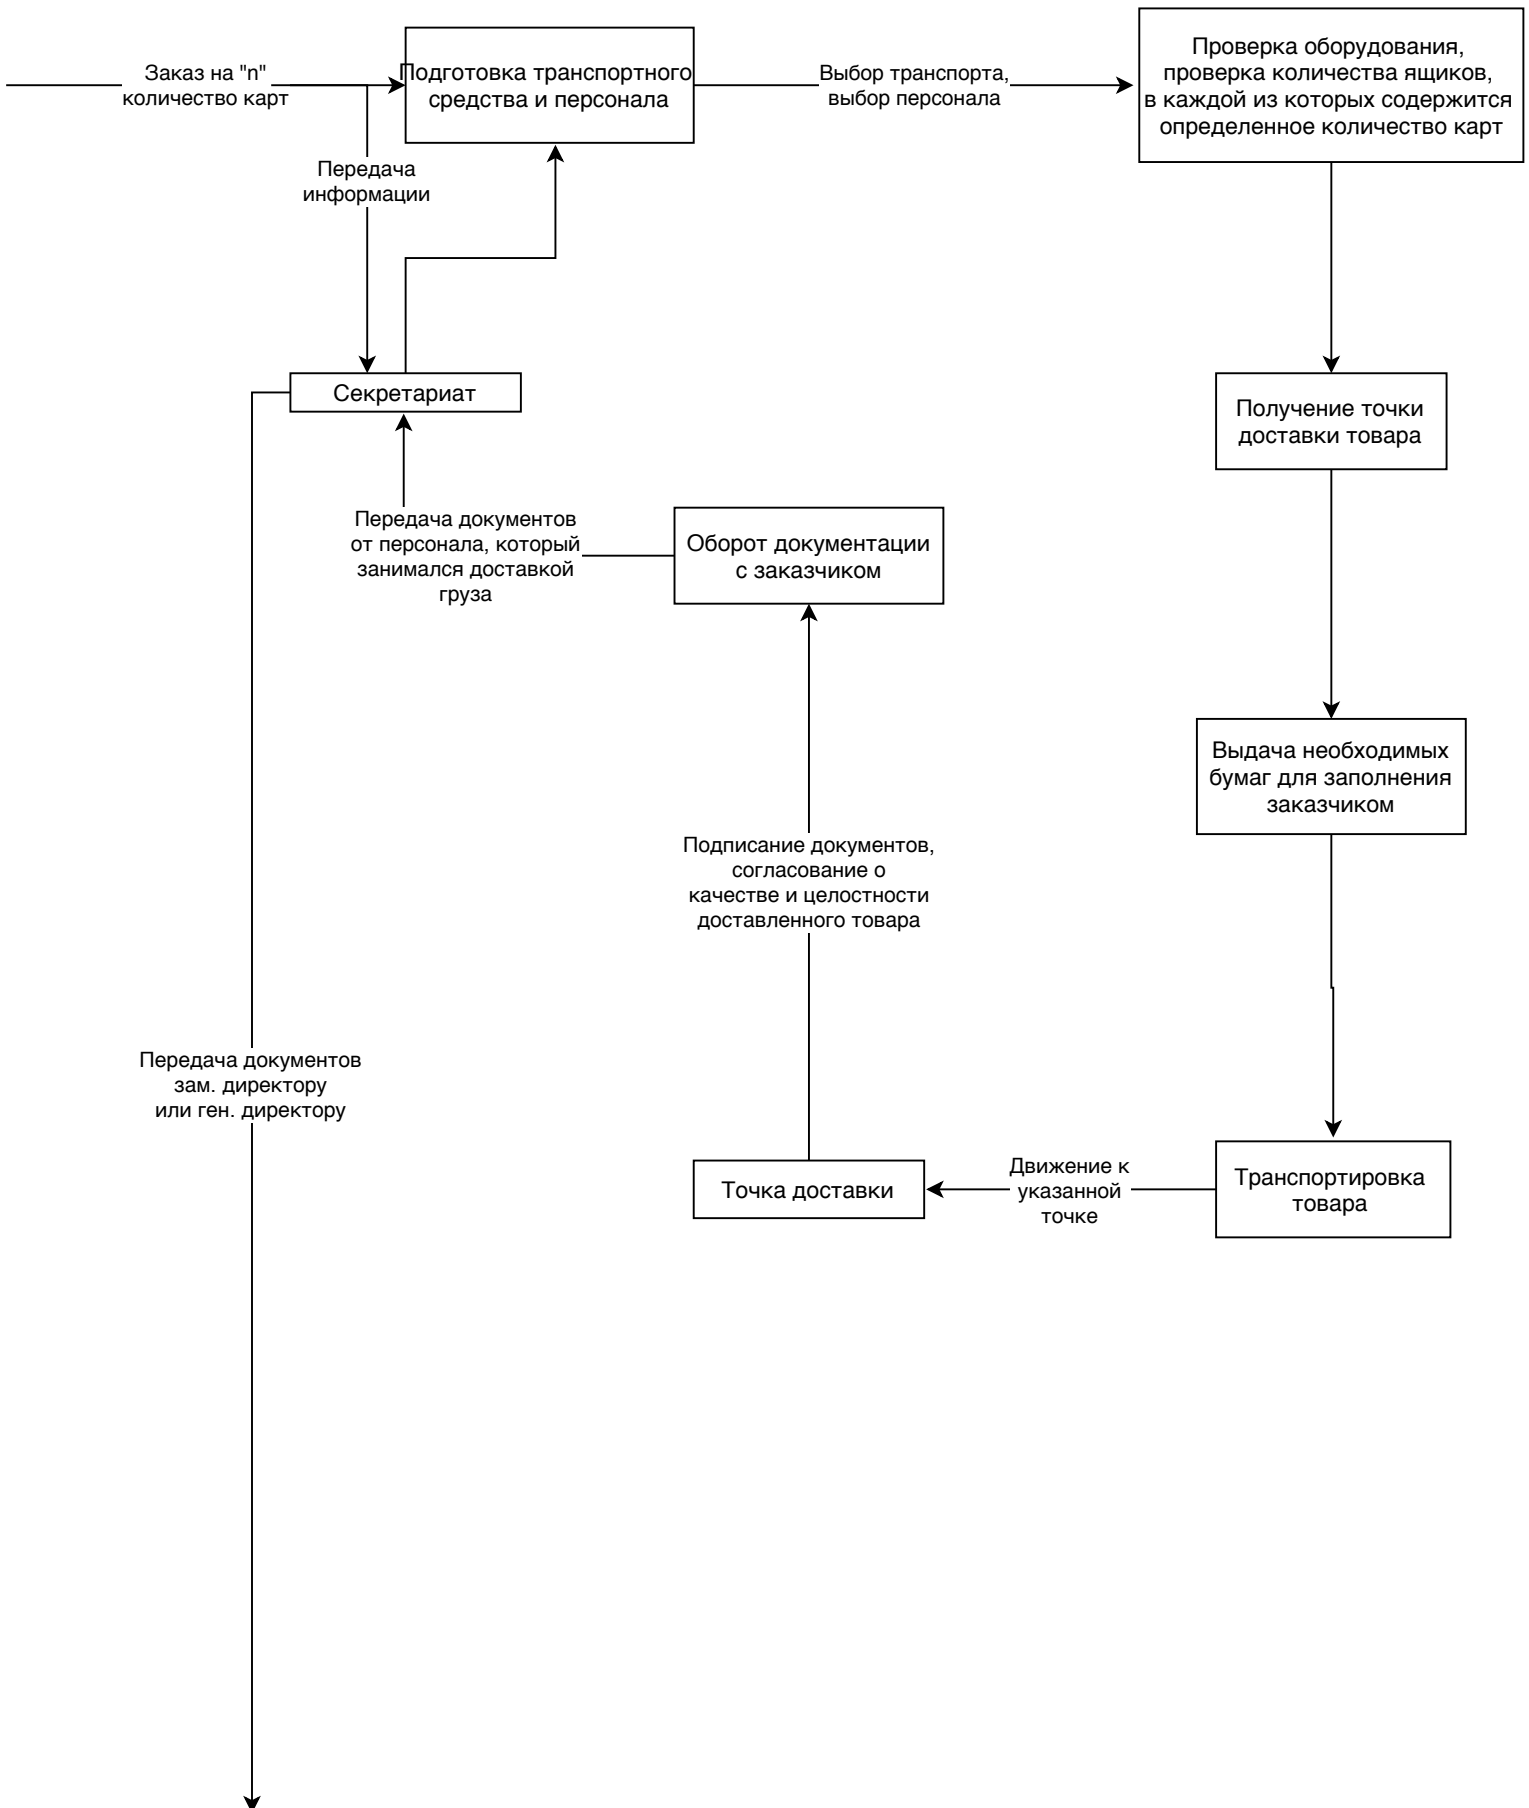 Заказ на "n"
количество карт
Подготовка транспортного
средства и персонала
Выбор транспорта,
выбор персонала
Проверка оборудования,
проверка количества ящиков,
в каждой из которых содержится
определенное количество карт
Передача
информации
Секретариат
Получение точки
доставки товара
Передача документов
от персонала, который
занимался доставкой
груза
Оборот документации
с заказчиком
Выдача необходимых
бумаг для заполнения
заказчиком
Подписание документов,
согласование о
качестве и целостности
доставленного товара
Передача документов
зам. директору
или ген. директору
Точка доставки
Движение к
указанной
точке
Транспортировка
товара